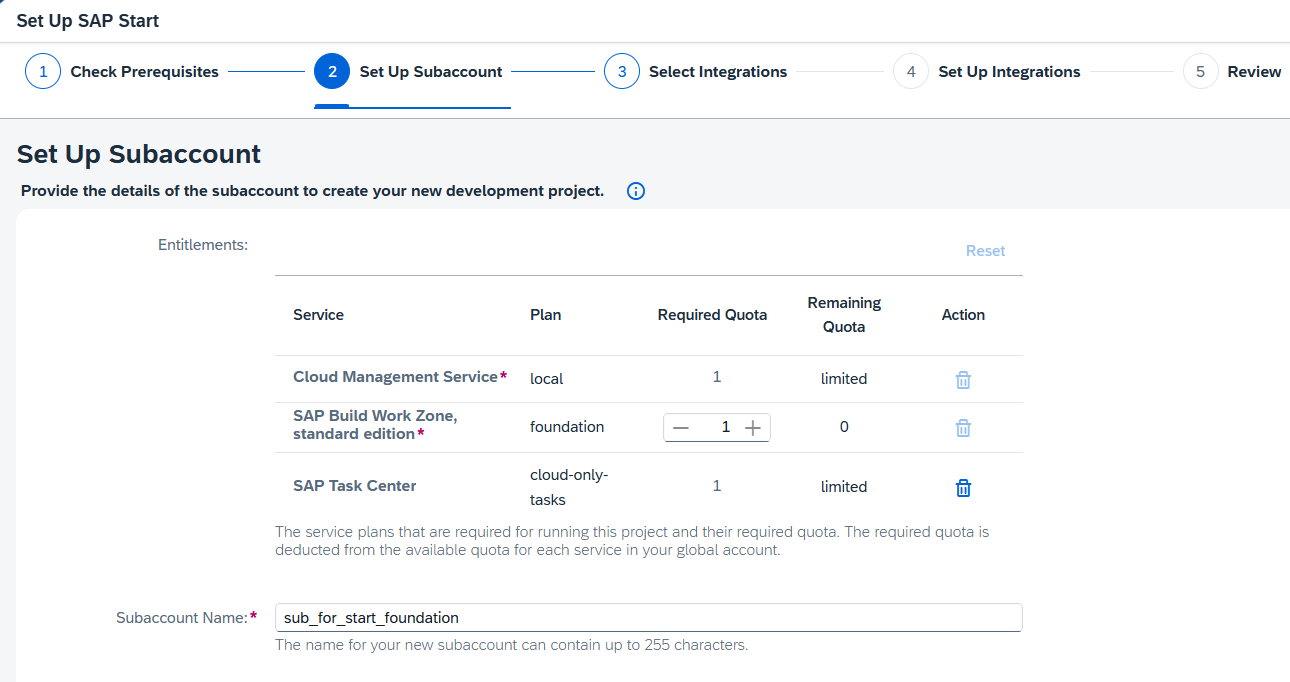 Set Up SAP Start
1 Check Prerequisites 2 Set Up Subaccount 3 Select Integrations 4 Set Up Integrations 5 Review
Set Up Subaccount
Provide the details of the subaccount to create your new development project.
Entitlements:
Reset
Service Plan Required Quota Remaining Quota Action
Cloud Management Service* local 1 limited
SAP Build Work Zone, standard edition* foundation 1 0
SAP Task Center cloud-only-tasks 1 limited
The service plans that are required for running this project and their required quota. The required quota is
deducted from the available quota for each service in your global account.
Subaccount Name:* sub_for_start_foundation
The name for your new subaccount can contain up to 255 characters.